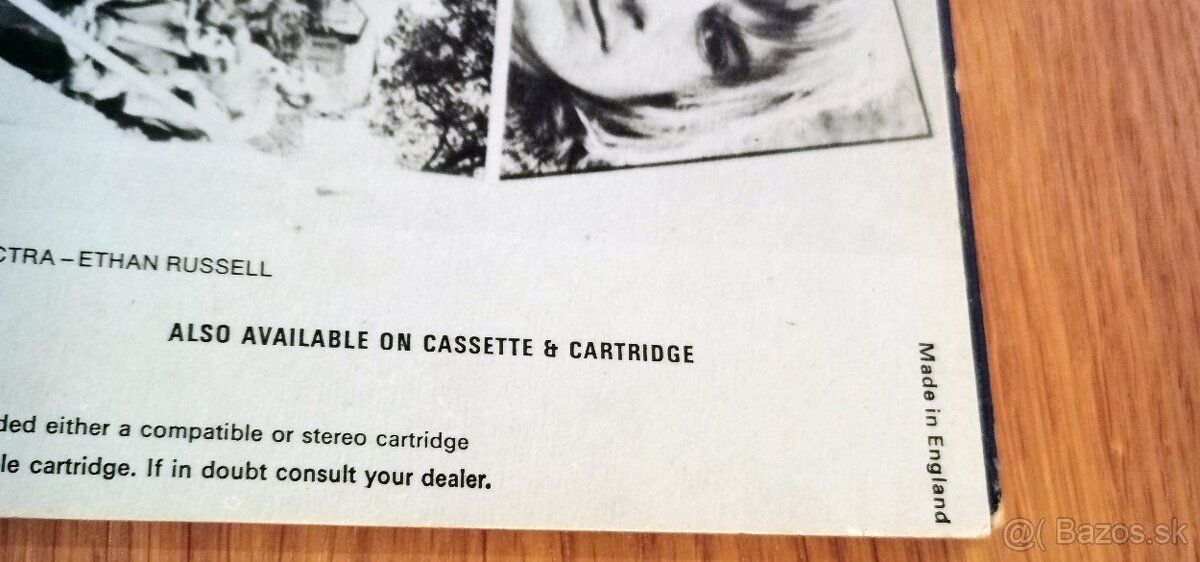 CTRA – ETHAN RUSSELL
ALSO AVAILABLE ON CASSETTE & CARTRIDGE
ded either a compatible or stereo cartridge
le cartridge. If in doubt consult your dealer.
Made in England
@( Bazos.sk